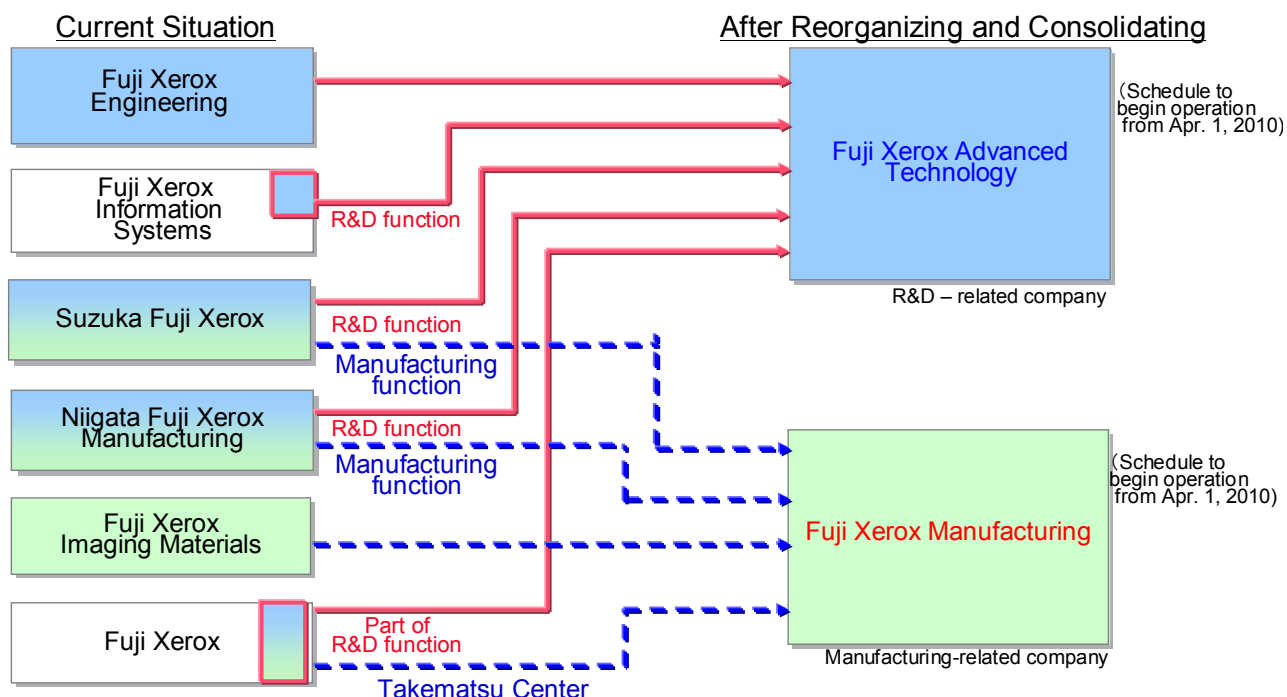 Current Situation
After Reorganizing and Consolidating
Fuji Xerox
Engineering
(Schedule to
begin operation
from Apr. 1, 2010)
Fuji Xerox Advanced
Technology
Fuji Xerox
Information
Systems
R&D function
R&D – related company
Suzuka Fuji Xerox
R&D function
Manufacturing
function
Niigata Fuji Xerox
Manufacturing
R&D function
Manufacturing
function
(Schedule to
begin operation
from Apr. 1, 2010)
Fuji Xerox
Imaging Materials
Fuji Xerox Manufacturing
Fuji Xerox
Part of
R&D function
Manufacturing-related company
Takematsu Center